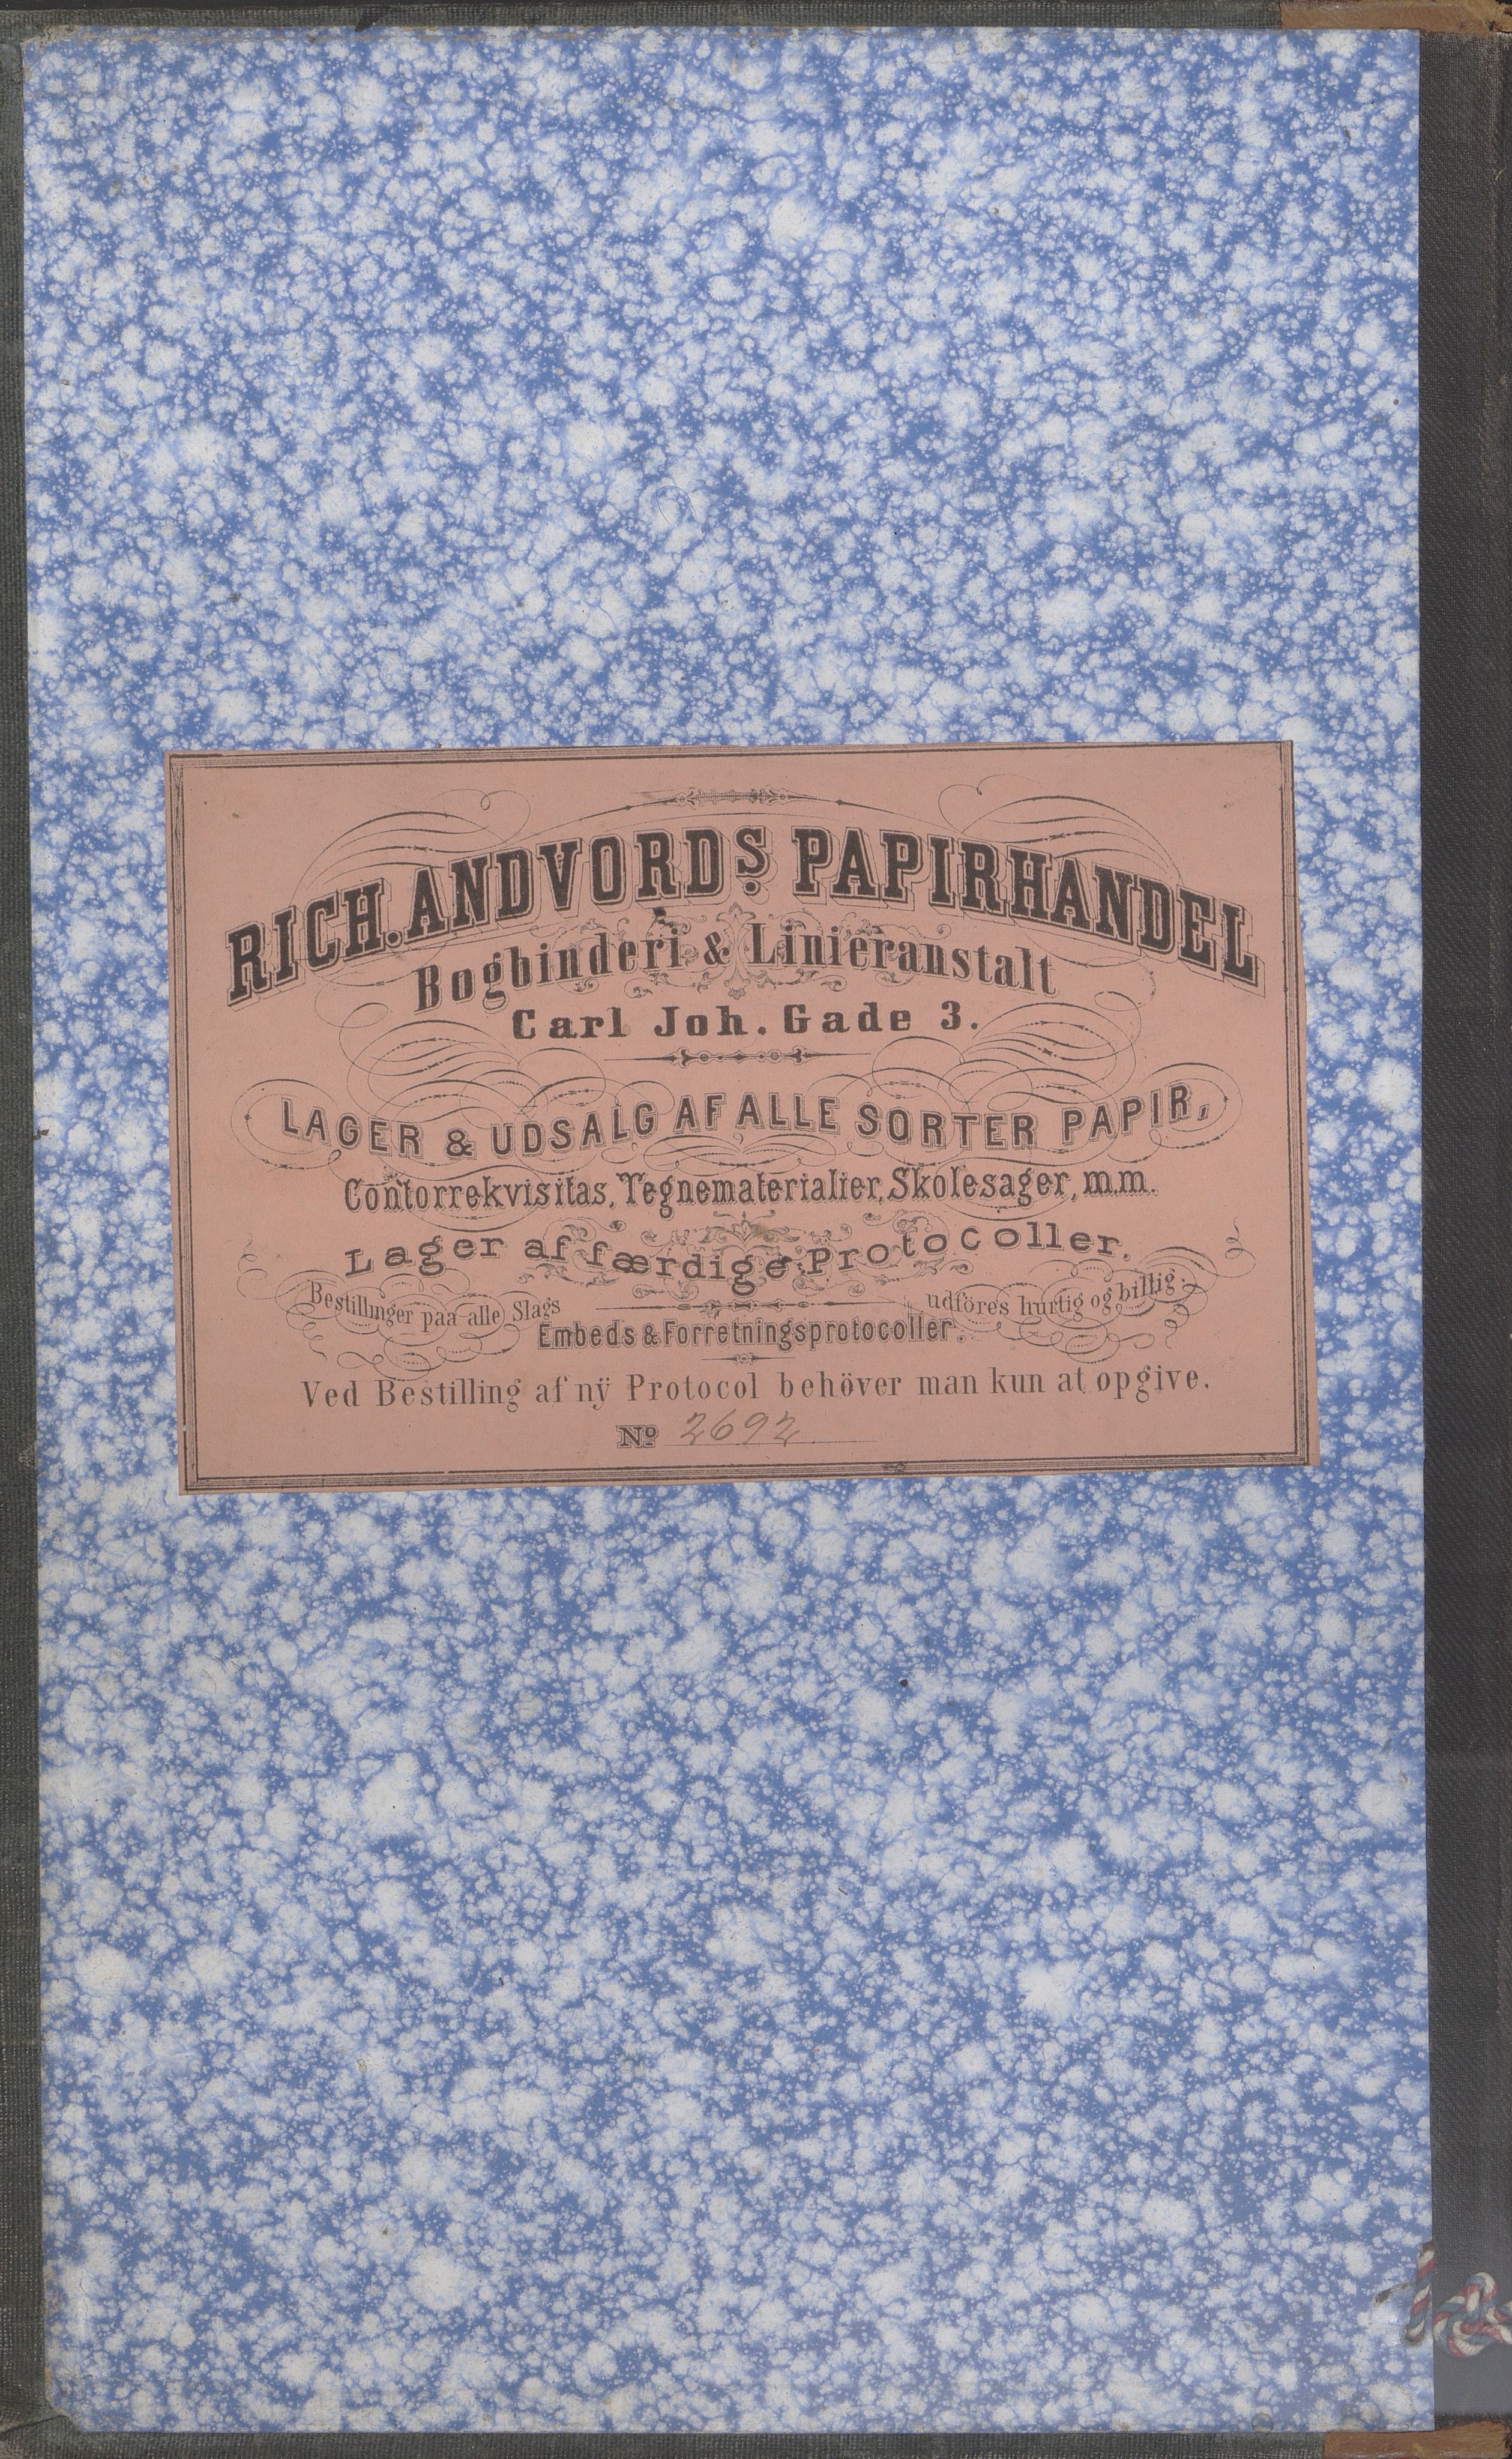 RICH. ANDVORDS PAPIRHANDEL
Bogbinderi & Linieranstalt
Carl Joh. Gade 3.
LAGER & UDSALG AF ALLE SORTER PAPIR,
Contorrekvisitas, Tegnematerialier, Skolesager, m.m.
Lager af færdige Protocoller.
Bestillinger paa alle Slags
Embeds & Forretningsprotocoller.
udföres hurtig og billig.
Ved Bestilling af nÿ Protocol behöver man kun at opgive.
No 2692